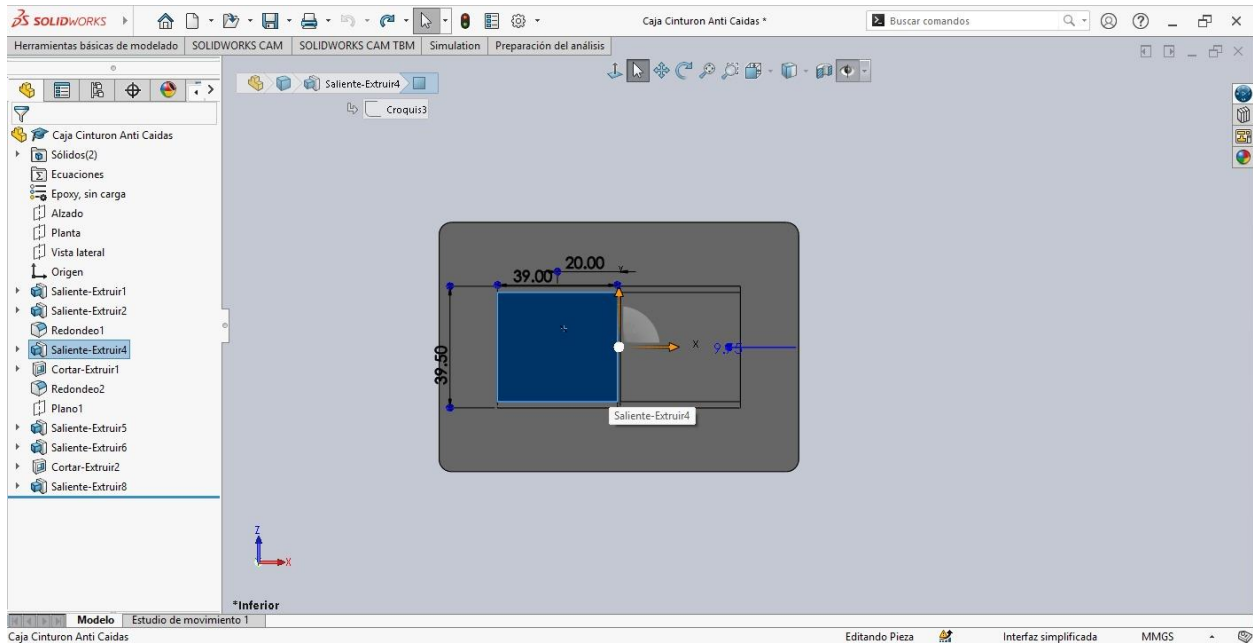 SOLIDWORKS
Caja Cinturon Anti Caidas *
Buscar comandos
Herramientas básicas de modelado
SOLIDWORKS CAM
SOLIDWORKS CAM TBM
Simulation
Preparación del análisis
Saliente-Extruir4
Croquis3
Caja Cinturon Anti Caidas
Sólidos(2)
Ecuaciones
Epoxy, sin carga
Alzado
Planta
Vista lateral
Origen
Saliente-Extruir1
Saliente-Extruir2
Redondeo1
Saliente-Extruir4
Cortar-Extruir1
Redondeo2
Plano1
Saliente-Extruir5
Saliente-Extruir6
Cortar-Extruir2
Saliente-Extruir8
20.00
39.00
Y
X
39.50
Saliente-Extruir4
Z
X
*Inferior
Modelo
Estudio de movimiento 1
Caja Cinturon Anti Caidas
Editando Pieza
Interfaz simplificada
MMGS